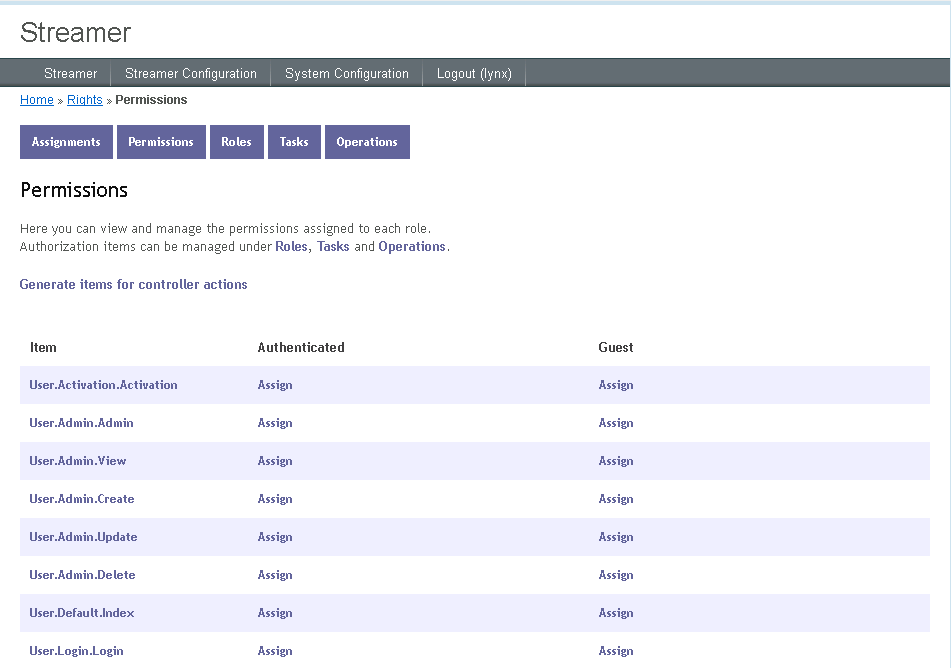 Streamer
Streamer Streamer Configuration System Configuration Logout (lynx)
Home » Rights » Permissions
Assignments Permissions Roles Tasks Operations
Permissions
Here you can view and manage the permissions assigned to each role.
Authorization items can be managed under Roles, Tasks and Operations.
Generate items for controller actions
Item Authenticated Guest
User.Activation.Activation Assign Assign
User.Admin.Admin Assign Assign
User.Admin.View Assign Assign
User.Admin.Create Assign Assign
User.Admin.Update Assign Assign
User.Admin.Delete Assign Assign
User.Default.Index Assign Assign
User.Login.Login Assign Assign